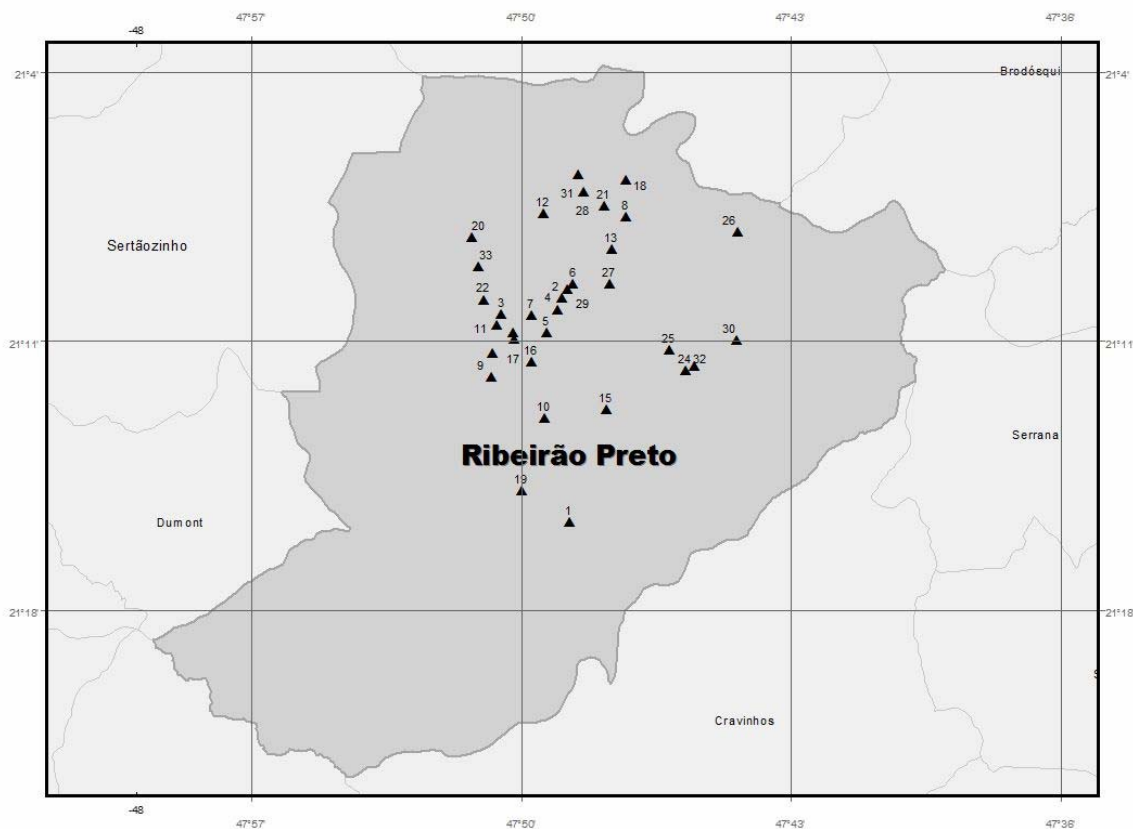 47°57' 47°50' 47°43' 47°36'
-48
21°4' Brodósqui 21°4'
18
31
21
12 28 8
20 26
Sertãozinho
13
33
6 27
22 2
3 4 29
7
11 5
21°11' 30 21°11'
25
17 16
9 24 32
15
10
Serrana
Ribeirão Preto
19
Dumont 1
21°18' 21°18'
Cravinhos
-48
47°57' 47°50' 47°43' 47°36'